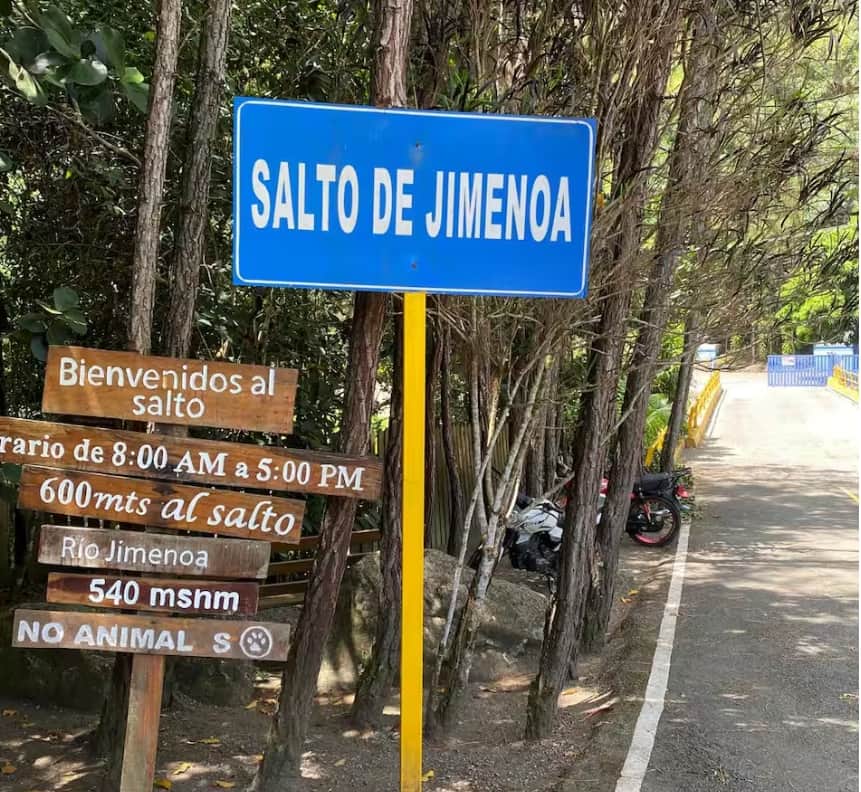 SALTO DE JIMENOA
Bienvenidos al
salto
rario de 8:00 AM a 5:00 PM
600mts al salto
Rio Jimenoa
540 msnm
NO ANIMAL S